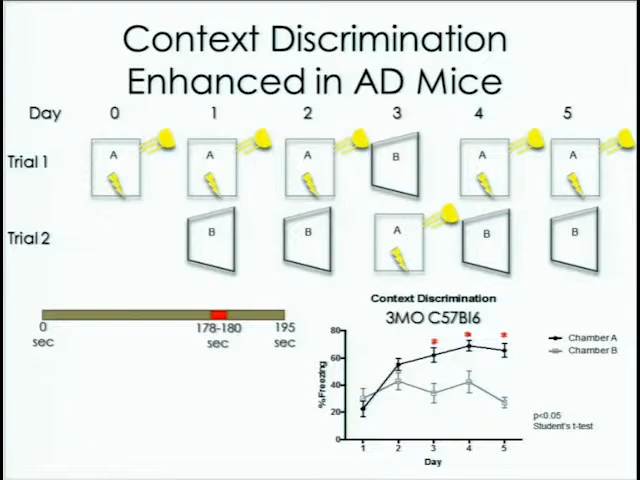 Context Discrimination
Enhanced in AD Mice
Day 0 1 2 3 4 5
Trial 1 A A A B A A
Trial 2 B B A B B
0 sec
178-180 sec
195 sec
Context Discrimination
3MO C57Bl6
80
60
40
20
0
%Freezing
1 2 3 4 5
Day
* * *
Chamber A
Chamber B
p<0.05
Student's t-test